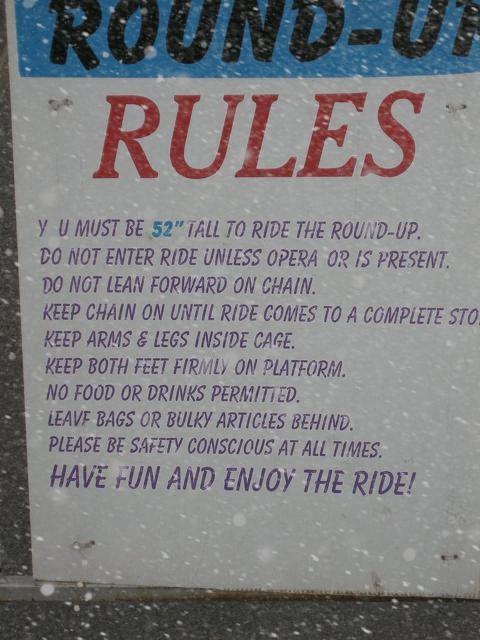 ROUND-UP
RULES
Y U MUST BE 52" TALL TO RIDE THE ROUND-UP.
DO NOT ENTER RIDE UNLESS OPERA OR IS PRESENT.
DO NOT LEAN FORWARD ON CHAIN.
KEEP CHAIN ON UNTIL RIDE COMES TO A COMPLETE STO
KEEP ARMS & LEGS INSIDE CAGE.
KEEP BOTH FEET FIRMLY ON PLATFORM.
NO FOOD OR DRINKS PERMITTED.
LEAVE BAGS OR BULKY ARTICLES BEHIND.
PLEASE BE SAFETY CONSCIOUS AT ALL TIMES.
HAVE FUN AND ENJOY THE RIDE!